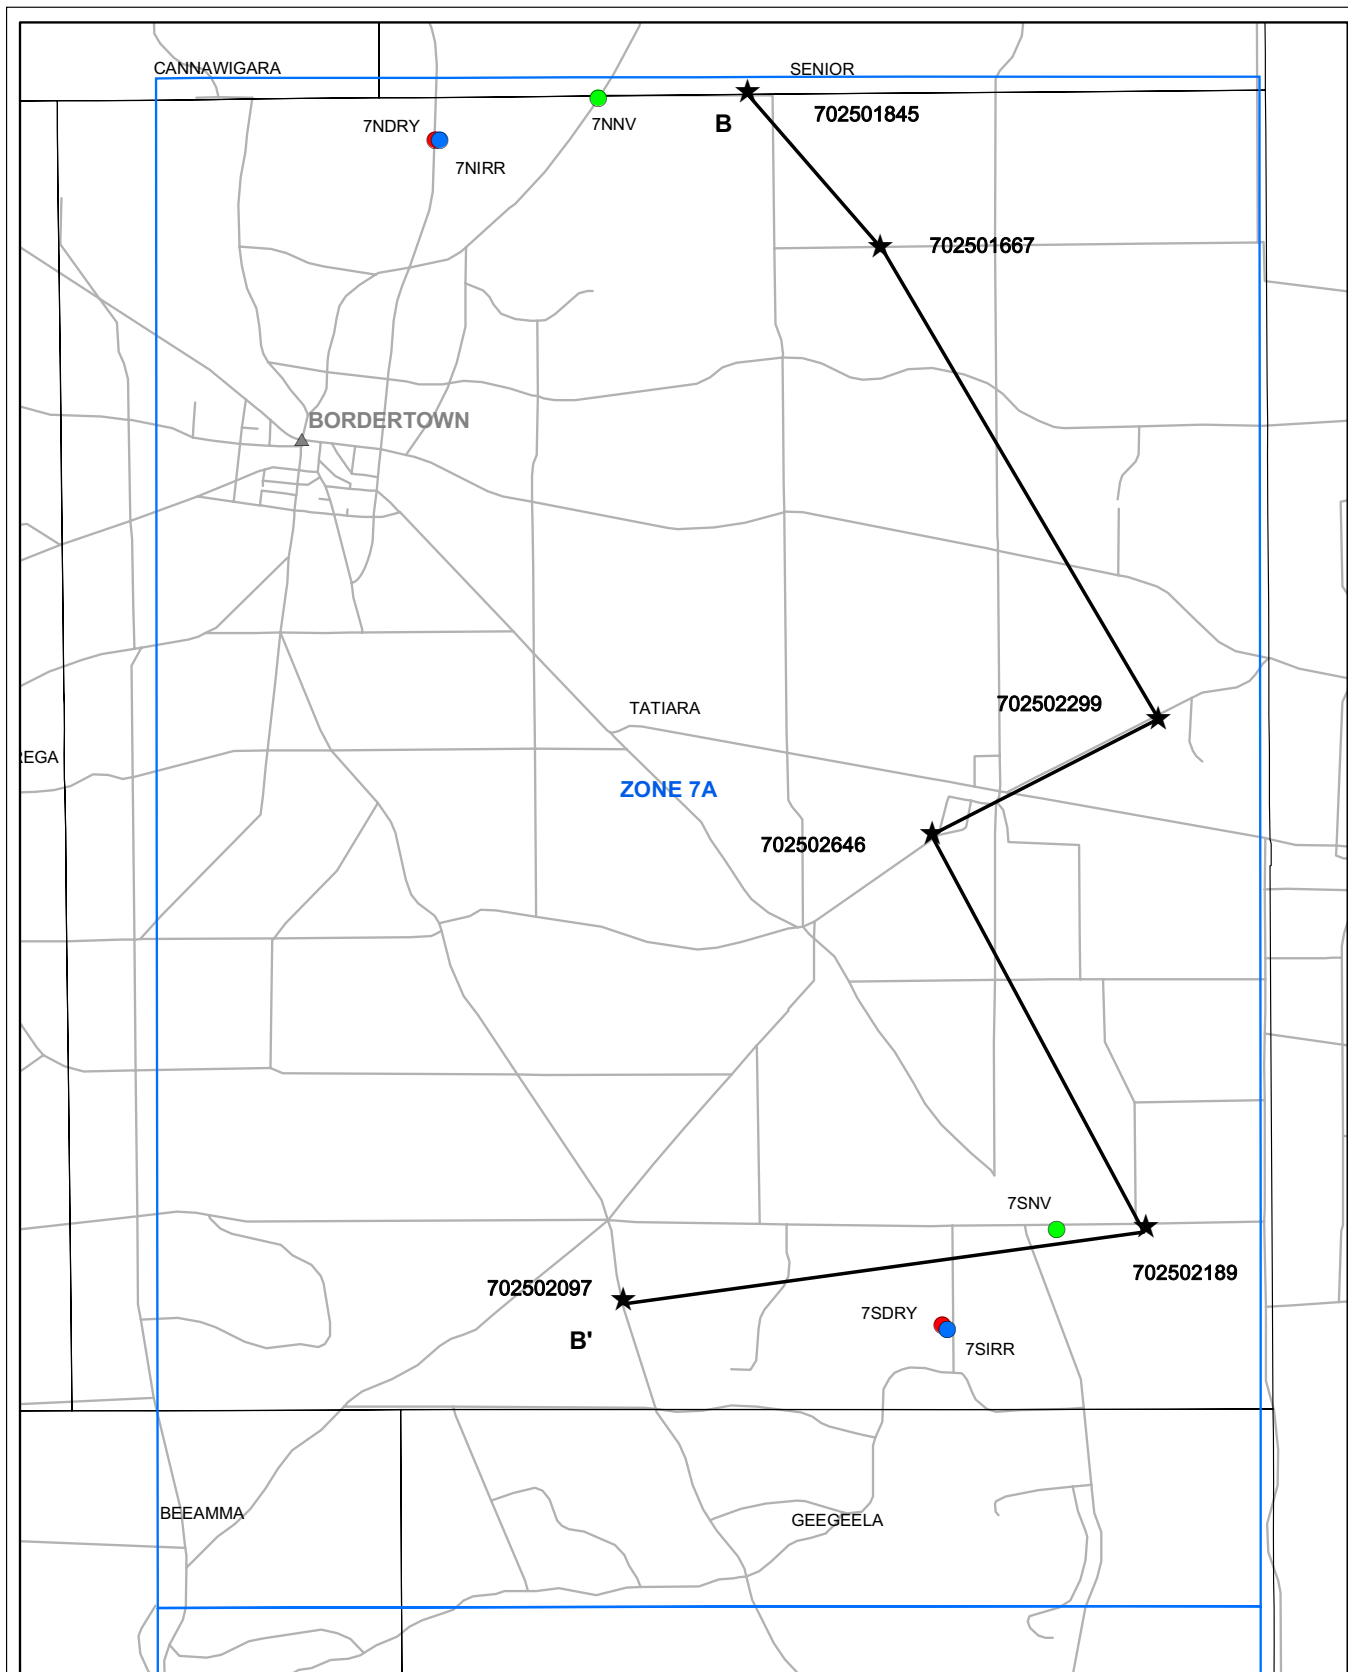 CANNAWIGARA
SENIOR
702501845
7NDRY
7NNV
B
7NIRR
702501667
BORDERTOWN
702502299
TATIARA
REGA
ZONE 7A
702502646
7SNV
702502189
702502097
7SDRY
B'
7SIRR
BEEAMMA
GEEGEELA